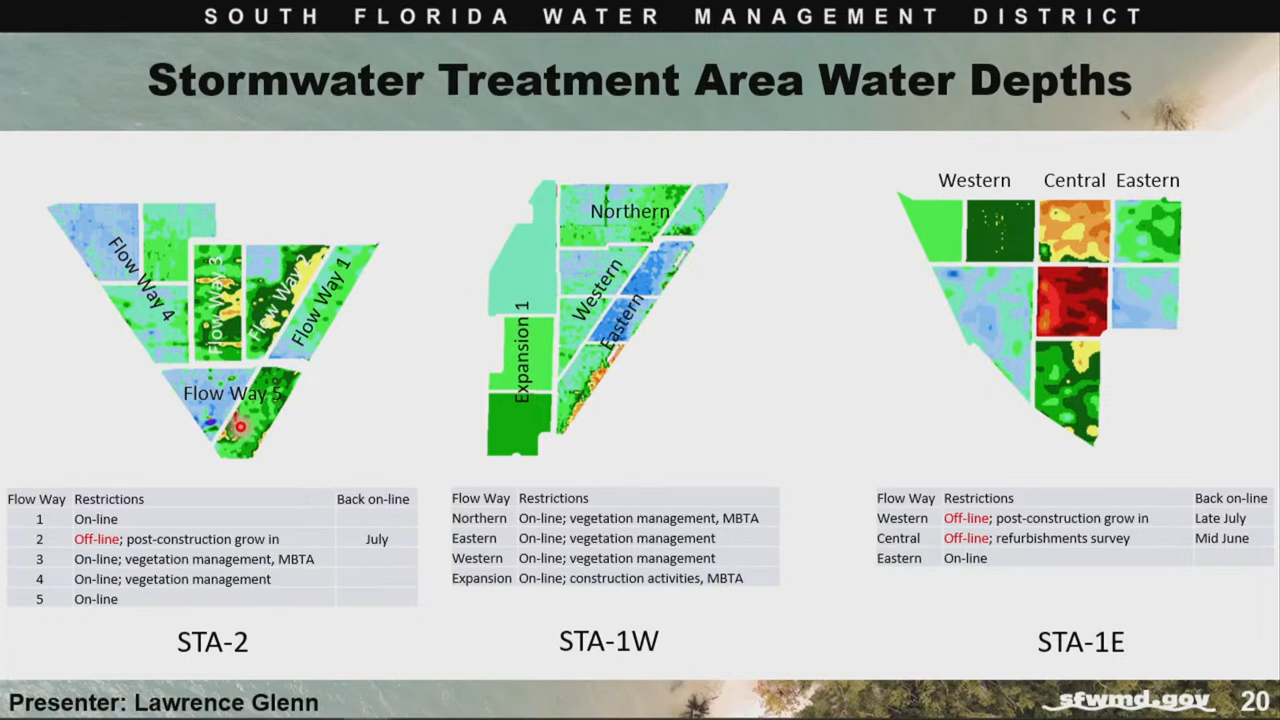 SOUTH FLORIDA WATER MANAGEMENT DISTRICT
Stormwater Treatment Area Water Depths
Flow Way 4
Flow Way 3
Flow Way 2
Flow Way 1
Flow Way 5
Northern
Western
Eastern
Expansion 1
Western Central Eastern
Flow Way Restrictions Back on-line
1 On-line
2 Off-line; post-construction grow in July
3 On-line; vegetation management, MBTA
4 On-line; vegetation management
5 On-line
STA-2
Flow Way Restrictions
Northern On-line; vegetation management, MBTA
Eastern On-line; vegetation management
Western On-line; vegetation management
Expansion On-line; construction activities, MBTA
STA-1W
Flow Way Restrictions Back on-line
Western Off-line; post-construction grow in Late July
Central Off-line; refurbishments survey Mid June
Eastern On-line
STA-1E
Presenter: Lawrence Glenn
sfwmd.gov
20